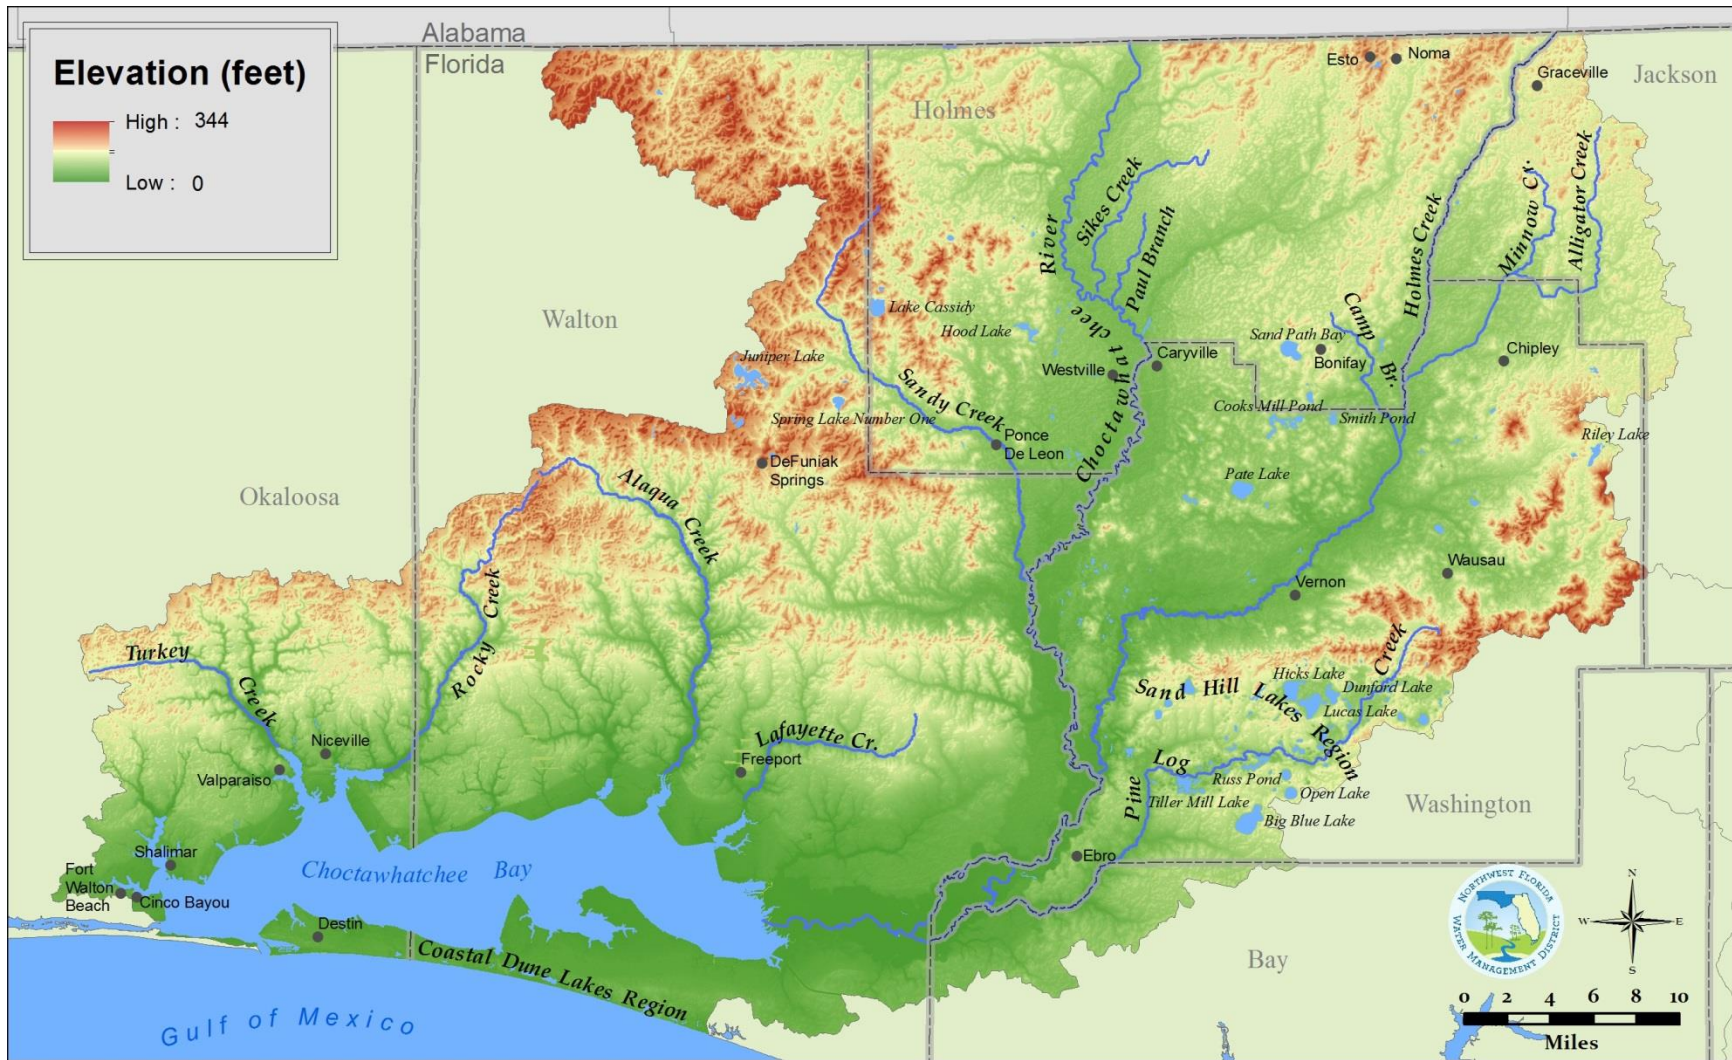 Alabama
Florida
Elevation (feet)
High : 344
Low : 0
Holmes
Jackson
Walton
Okaloosa
Washington
Bay
Esto
Noma
Graceville
River
Sikes Creek
Paul Branch
Choctawhat chee
Holmes Creek
Minnow Cr.
Alligator Creek
Camp Br.
Lake Cassidy
Hood Lake
Sand Path Bay
Bonifay
Chipley
Caryville
Westville
Juniper Lake
Spring Lake Number One
Sandy Creek
Cooks Mill Pond
Smith Pond
Ponce
De Leon
Riley Lake
DeFuniak
Springs
Pate Lake
Alaqua Creek
Rocky Creek
Wausau
Vernon
Turkey Creek
Niceville
Valparaiso
Lafayette Cr.
Freeport
Sand Hill Lakes Region
Hicks Lake
Dunford Lake
Lucas Lake
Pine Log Creek
Russ Pond
Tiller Mill Lake
Open Lake
Big Blue Lake
Ebro
Shalimar
Fort
Walton
Beach
Cinco Bayou
Choctawhatchee Bay
Destin
Coastal Dune Lakes Region
Gulf of Mexico
NORTHWEST FLORIDA
WATER MANAGEMENT DISTRICT
N
W E
S
0 2 4 6 8 10
Miles